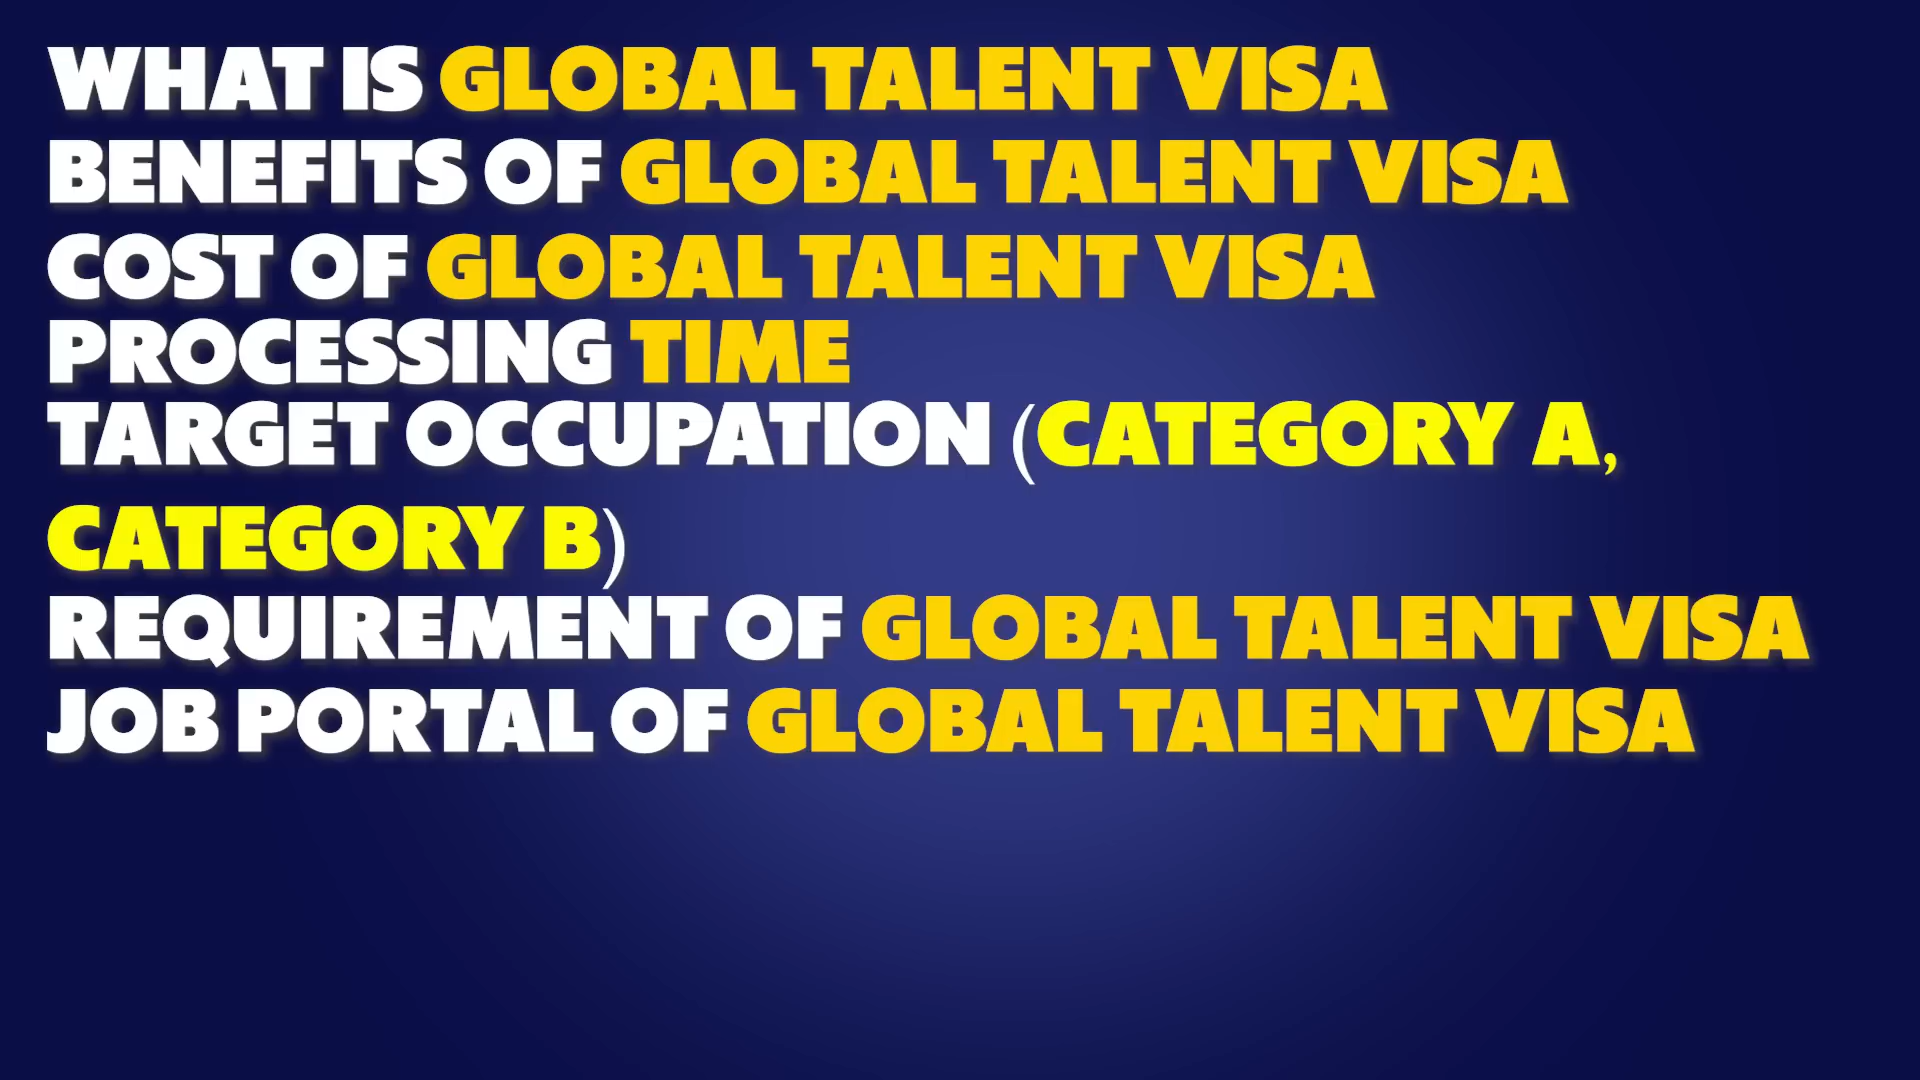 WHAT IS GLOBAL TALENT VISA
BENEFITS OF GLOBAL TALENT VISA
COST OF GLOBAL TALENT VISA
PROCESSING TIME
TARGET OCCUPATION (CATEGORY A,
CATEGORY B)
REQUIREMENT OF GLOBAL TALENT VISA
JOB PORTAL OF GLOBAL TALENT VISA